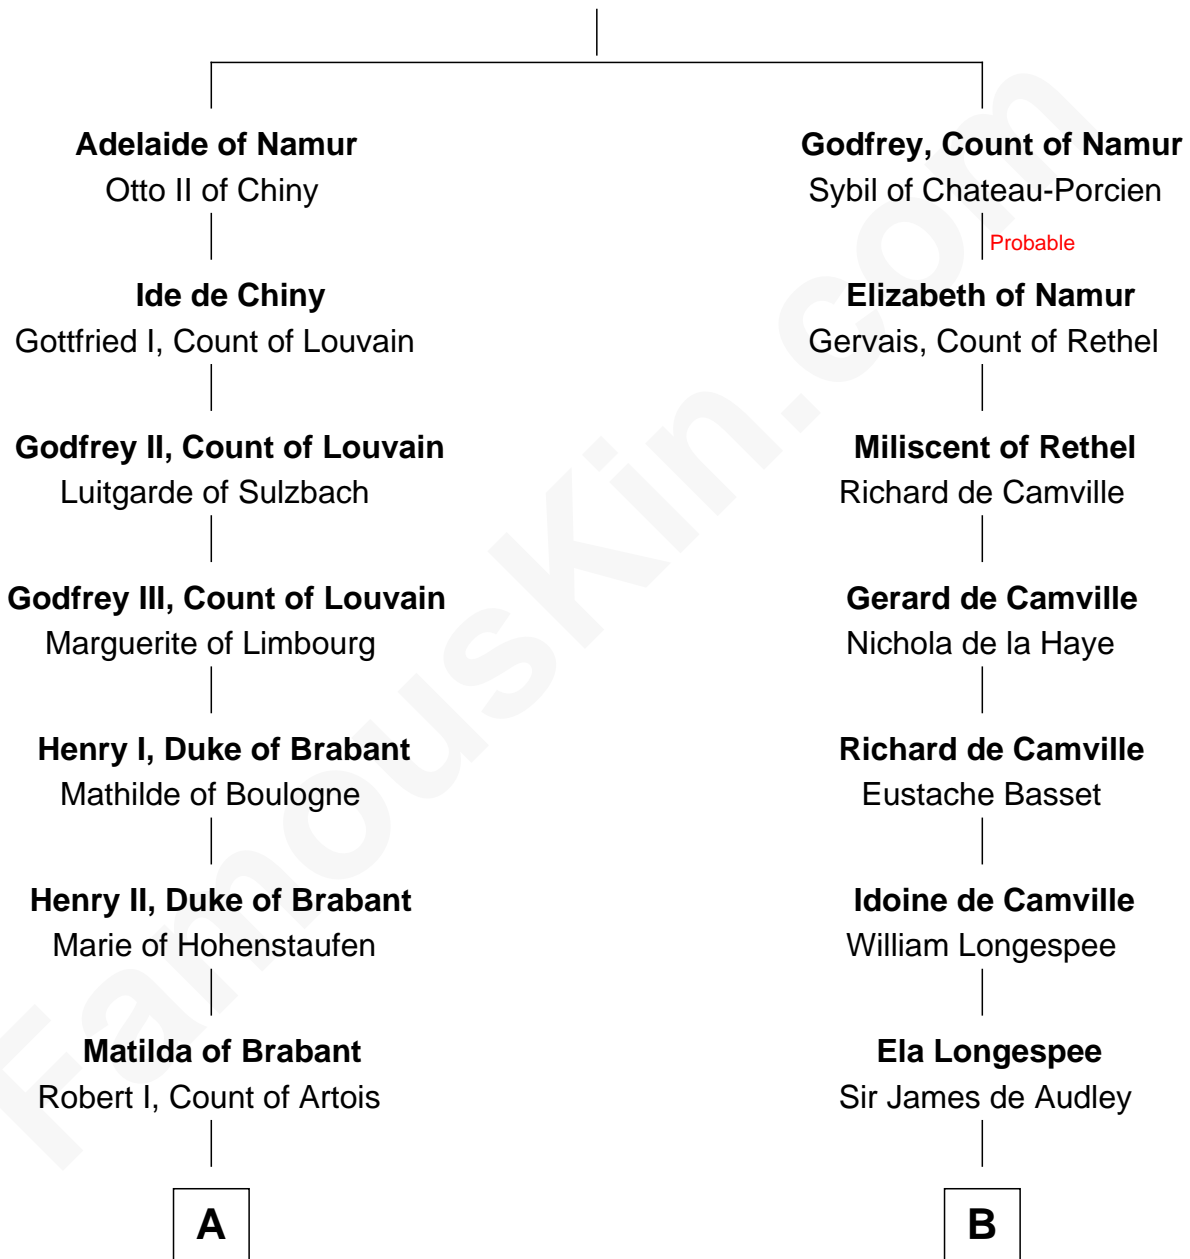 Adelaide of Namur
Otto II of Chiny
Ide de Chiny
Gottfried I, Count of Louvain
Godfrey II, Count of Louvain
Luitgarde of Sulzbach
Godfrey III, Count of Louvain
Marguerite of Limbourg
Henry I, Duke of Brabant
Mathilde of Boulogne
Henry II, Duke of Brabant
Marie of Hohenstaufen
Matilda of Brabant
Robert I, Count of Artois
A
Godfrey, Count of Namur
Sybil of Chateau-Porcien
Probable
Elizabeth of Namur
Gervais, Count of Rethel
Miliscent of Rethel
Richard de Camville
Gerard de Camville
Nichola de la Haye
Richard de Camville
Eustache Basset
Idoine de Camville
William Longespee
Ela Longespee
Sir James de Audley
B
FamousKin.com